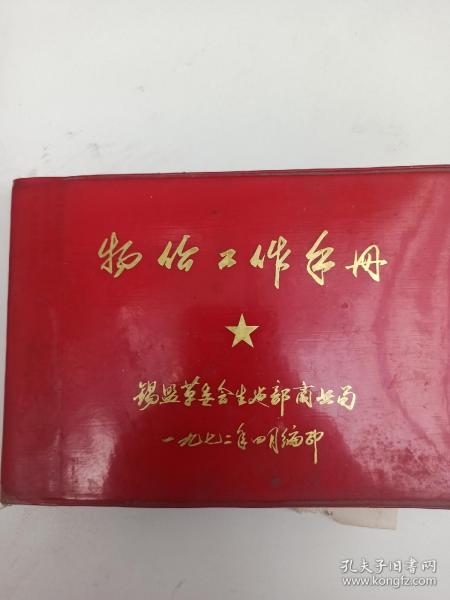 物价工作手册
锡盟革委会生建部商业局
一九七二年四月编印
孔夫子旧书网
www.kongfz.com